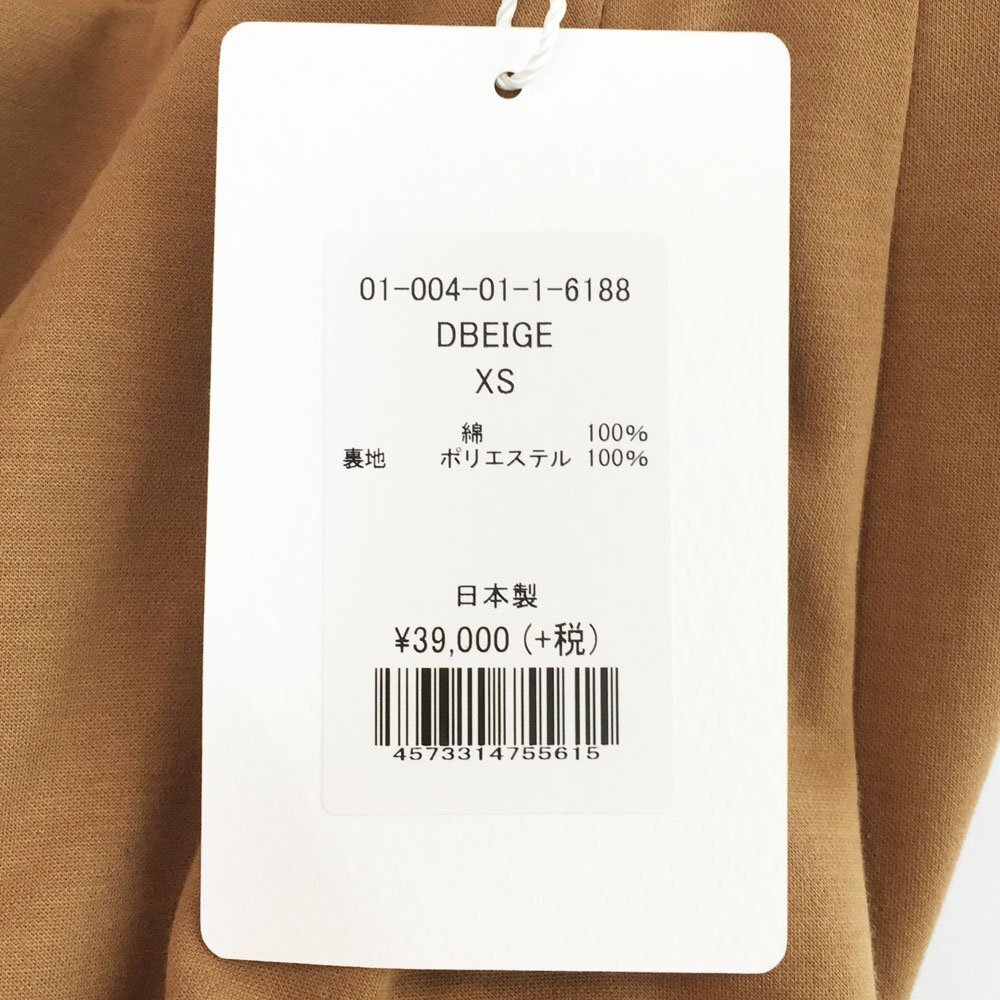 01-004-01-1-6188
DBEIGE
XS
綿 100%
裏地 ポリエステル 100%
日本製
¥39,000 (+税)
4573314755615